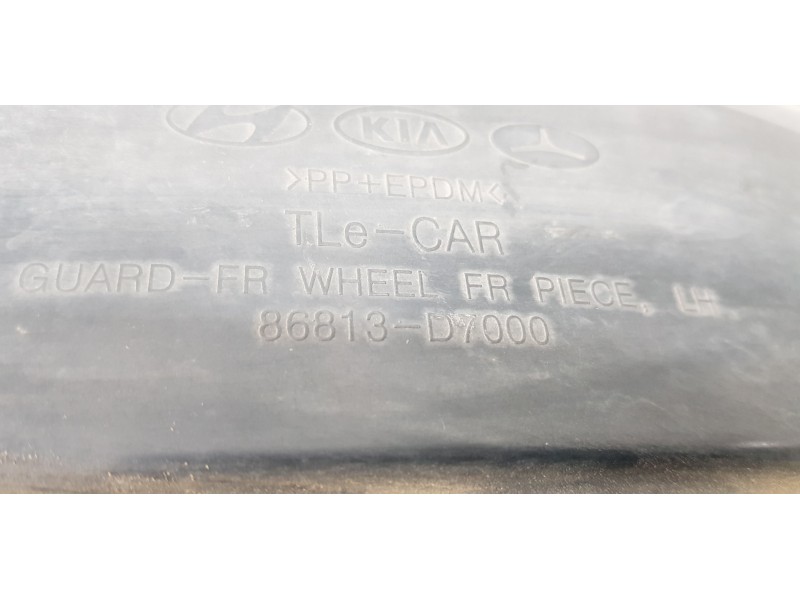 KIA
>PP+EPDM<
TLe-CAR
GUARD-FR WHEEL FR PIECE, LH
86813-D7000